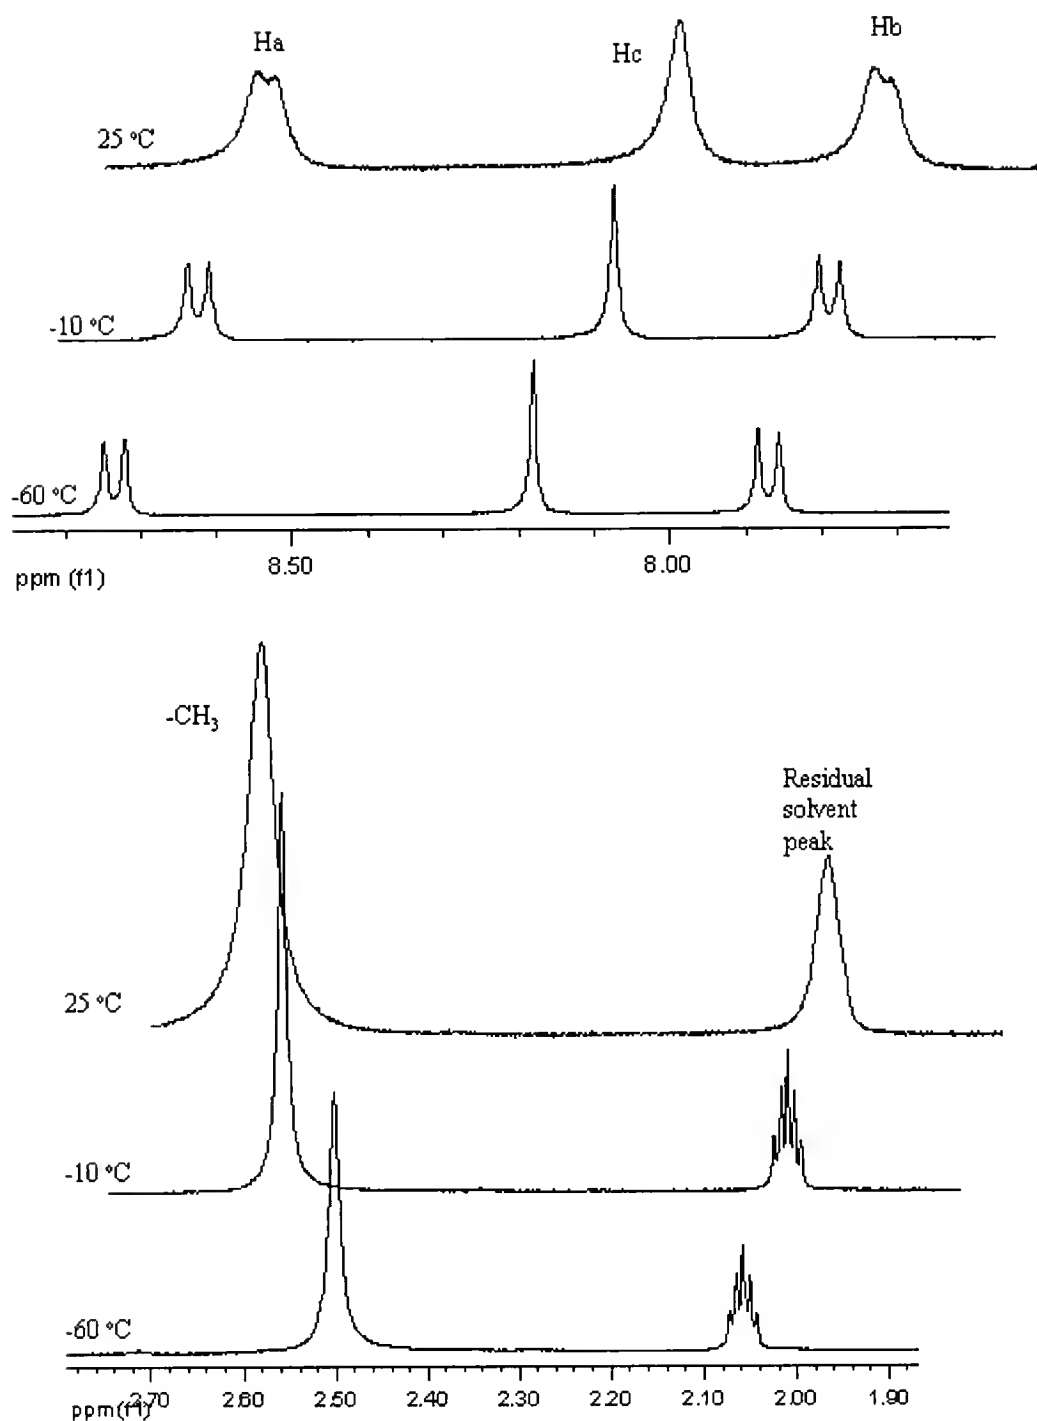 Ha
Hc
Hb
25 °C
-10 °C
-60 °C
8.50
8.00
ppm (f1)
-CH₃
Residual
solvent
peak
25 °C
-10 °C
-60 °C
2.70
2.60
2.50
2.40
2.30
2.20
2.10
2.00
1.90
ppm (f1)